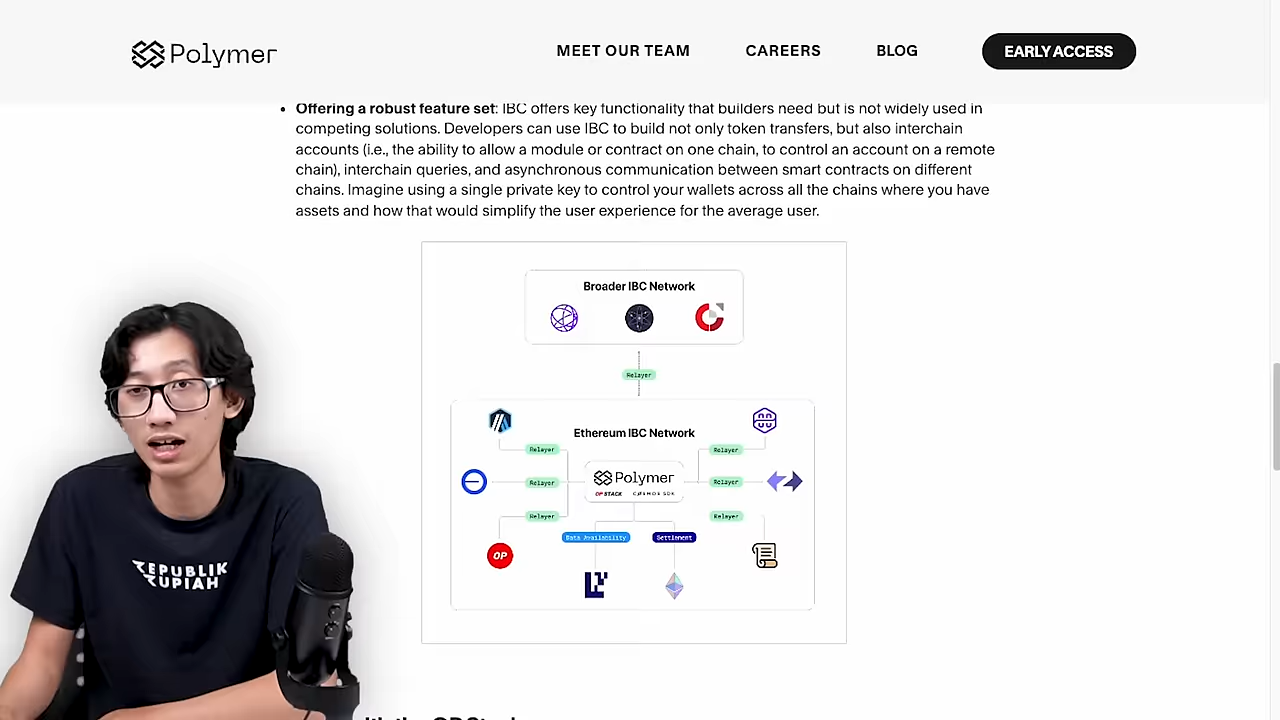 Polymer
MEET OUR TEAM
CAREERS
BLOG
EARLY ACCESS
• Offering a robust feature set: IBC offers key functionality that builders need but is not widely used in
competing solutions. Developers can use IBC to build not only token transfers, but also interchain
accounts (i.e., the ability to allow a module or contract on one chain, to control an account on a remote
chain), interchain queries, and asynchronous communication between smart contracts on different
chains. Imagine using a single private key to control your wallets across all the chains where you have
assets and how that would simplify the user experience for the average user.
Broader IBC Network
Relayer
Ethereum IBC Network
Relayer
Relayer
Polymer
OP STACK
COSMOS SDK
Relayer
Relayer
Relayer
Relayer
Data Availability
Settlement
OP
REPUBLIK
RUPIAH